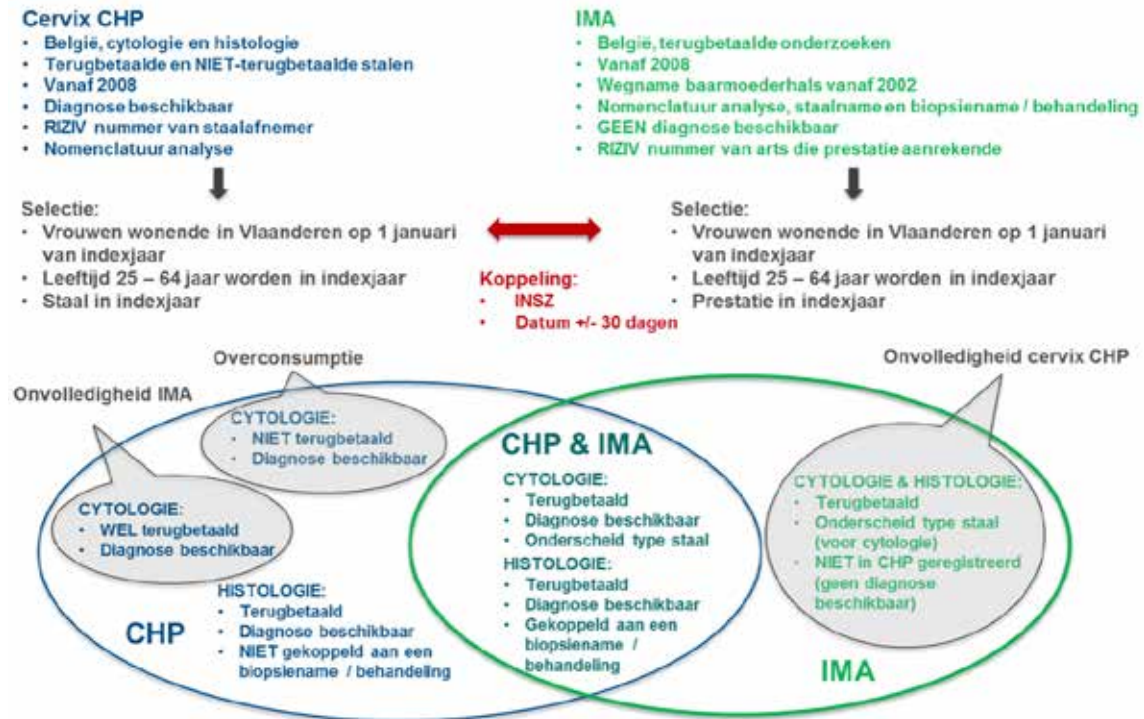 Cervix CHP
• België, cytologie en histologie
• Terugbetaalde en NIET-terugbetaalde stalen
• Vanaf 2008
• Diagnose beschikbaar
• RIZIV nummer van staalafnemer
• Nomenclatuur analyse
IMA
• België, terugbetaalde onderzoeken
• Vanaf 2008
• Wegname baarmoederhals vanaf 2002
• Nomenclatuur analyse, staalname en biopsiename / behandeling
• GEEN diagnose beschikbaar
• RIZIV nummer van arts die prestatie aanrekende
Selectie:
• Vrouwen wonende in Vlaanderen op 1 januari
van indexjaar
• Leeftijd 25 – 64 jaar worden in indexjaar
• Staal in indexjaar
Koppeling:
• INSZ
• Datum +/- 30 dagen
Selectie:
• Vrouwen wonende in Vlaanderen op 1 januari
van indexjaar
• Leeftijd 25 – 64 jaar worden in indexjaar
• Prestatie in indexjaar
Onvolledigheid IMA
Overconsumptie
Onvolledigheid cervix CHP
CYTOLOGIE:
• NIET terugbetaald
• Diagnose beschikbaar
CYTOLOGIE:
• WEL terugbetaald
• Diagnose beschikbaar
CHP
HISTOLOGIE:
• Terugbetaald
• Diagnose beschikbaar
• NIET gekoppeld aan een
biopsiename / behandeling
CHP & IMA
CYTOLOGIE:
• Terugbetaald
• Diagnose beschikbaar
• Onderscheid type staal
HISTOLOGIE:
• Terugbetaald
• Diagnose beschikbaar
• Gekoppeld aan een
biopsiename /
behandeling
CYTOLOGIE & HISTOLOGIE:
• Terugbetaald
• Onderscheid type staal
(voor cytologie)
• NIET in CHP geregistreerd
(geen diagnose
beschikbaar)
IMA